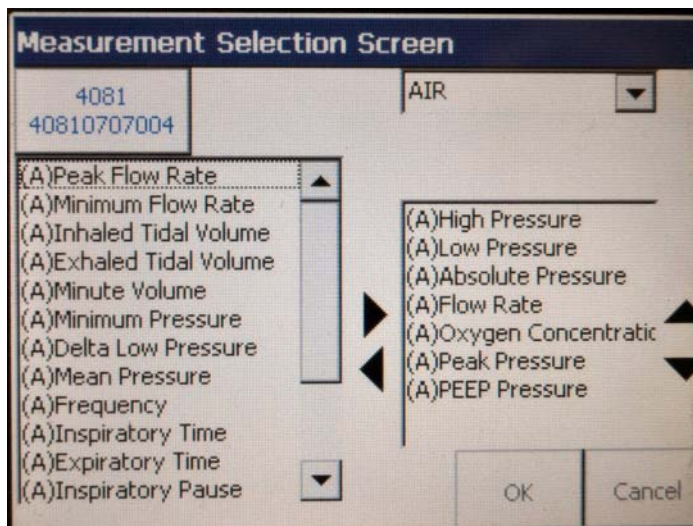 Measurement Selection Screen
4081
40810707004
AIR
(A)Peak Flow Rate
(A)Minimum Flow Rate
(A)Inhaled Tidal Volume
(A)Exhaled Tidal Volume
(A)Minute Volume
(A)Minimum Pressure
(A)Delta Low Pressure
(A)Mean Pressure
(A)Frequency
(A)Inspiratory Time
(A)Expiratory Time
(A)Inspiratory Pause
(A)High Pressure
(A)Low Pressure
(A)Absolute Pressure
(A)Flow Rate
(A)Oxygen Concentratic
(A)Peak Pressure
(A)PEEP Pressure
OK
Cancel